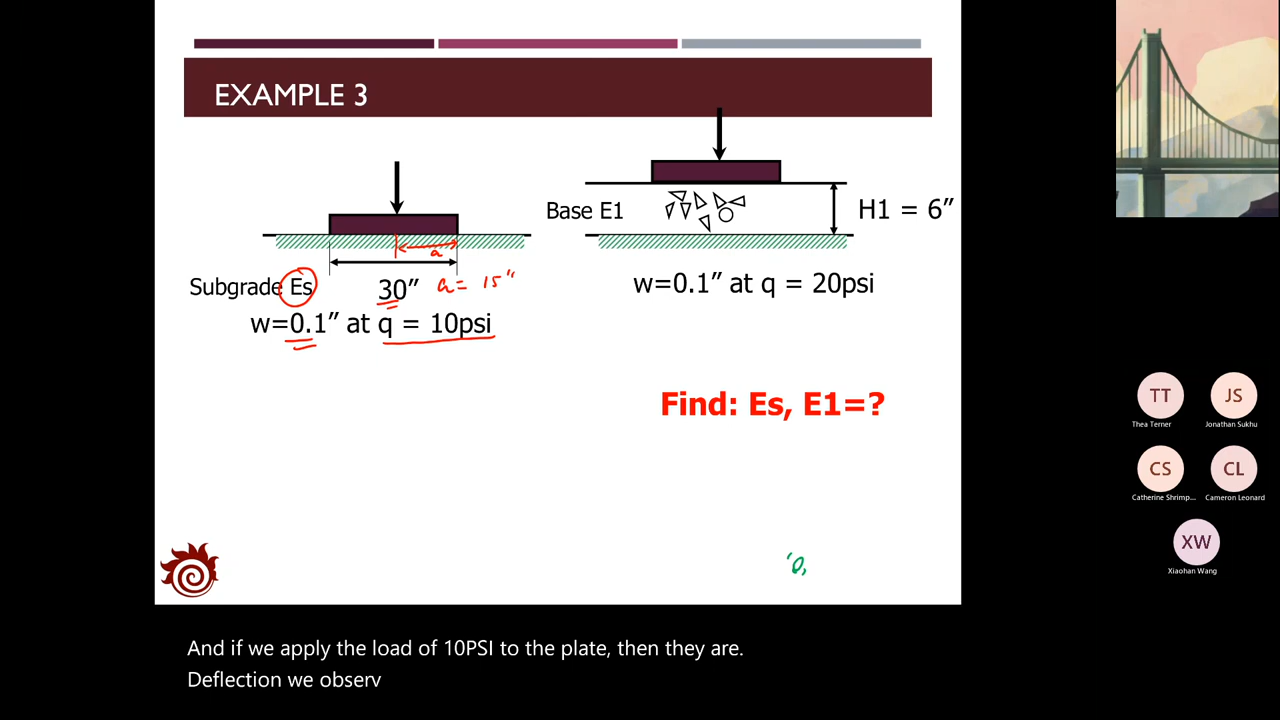 EXAMPLE 3
Base E1
H1 = 6”
a
Subgrade Es
30”
a = 15"
w=0.1” at q = 20psi
w=0.1” at q = 10psi
Find: Es, E1=?
And if we apply the load of 10PSI to the plate, then they are.
Deflection we observ
TT
Thea Terner
JS
Jonathan Sukhu
CS
Catherine Shrimp...
CL
Cameron Leonard
XW
Xiaohan Wang